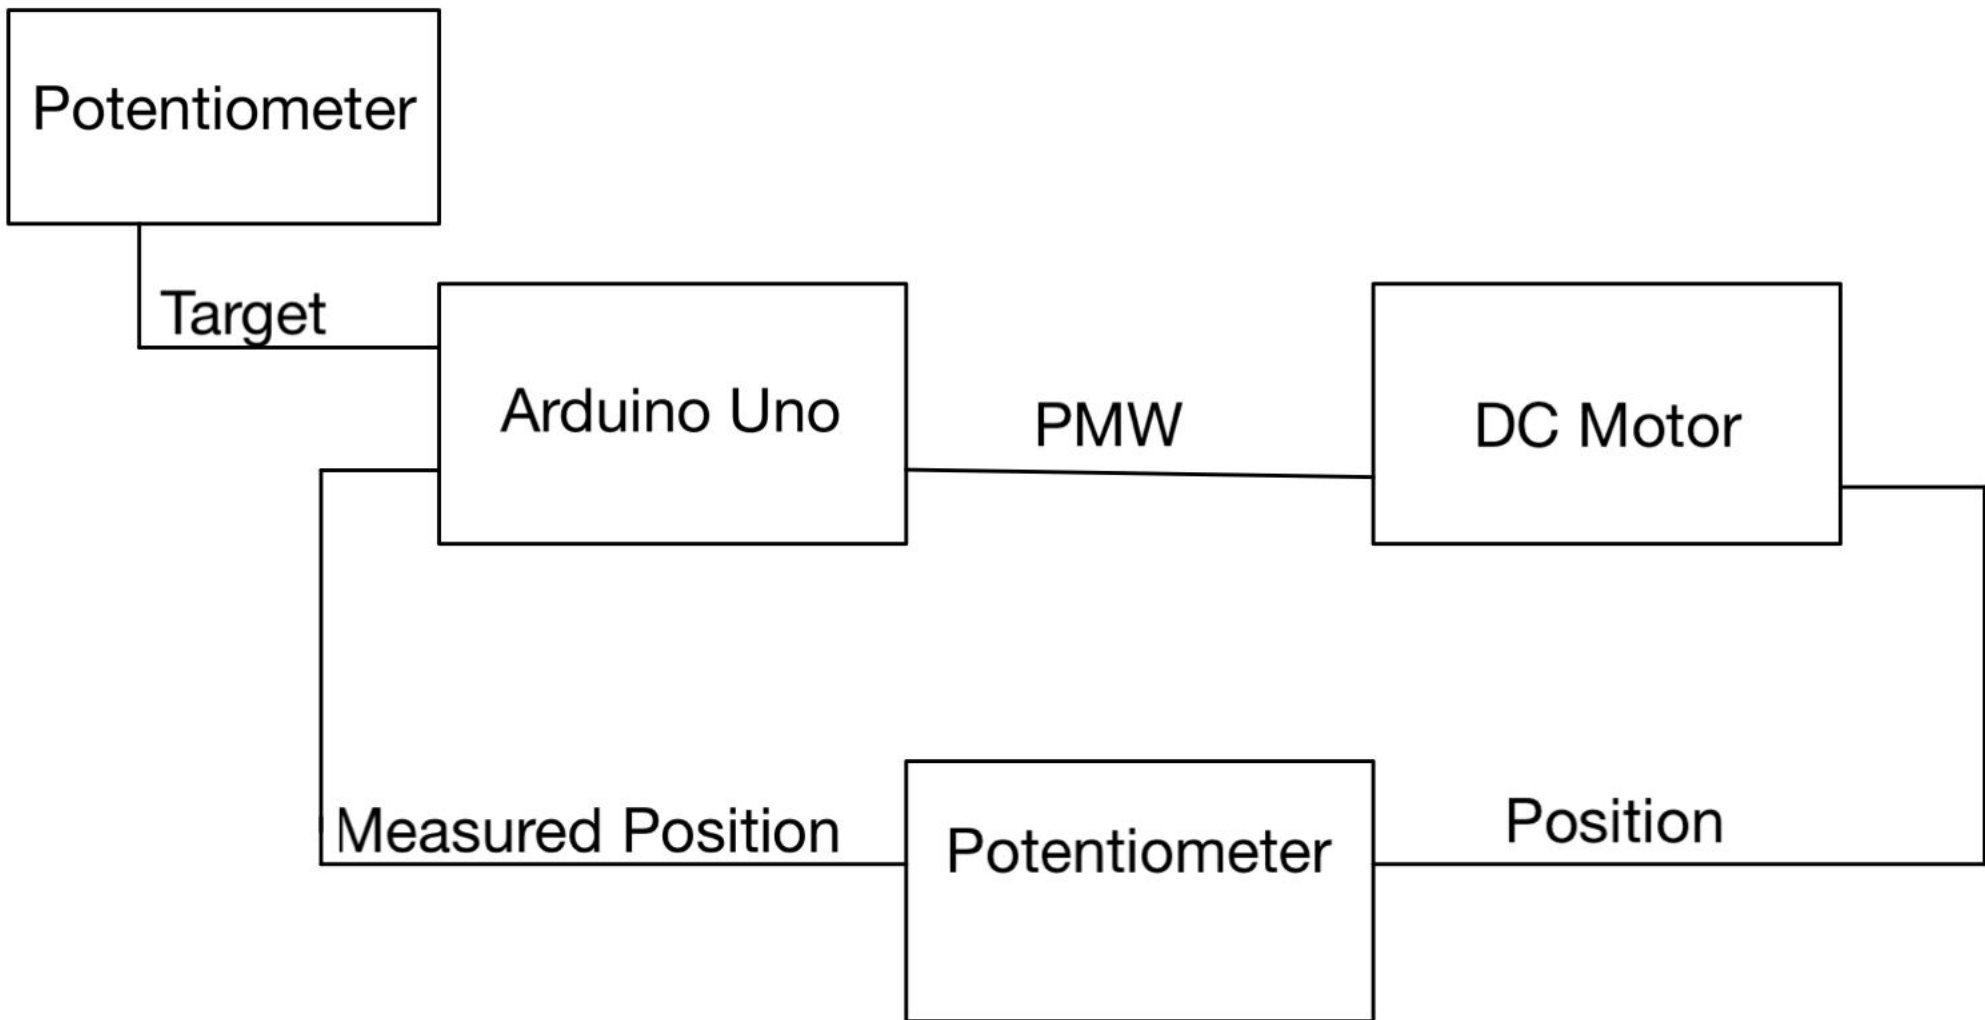 Potentiometer
Target
Arduino Uno
PMW
DC Motor
Measured Position
Potentiometer
Position